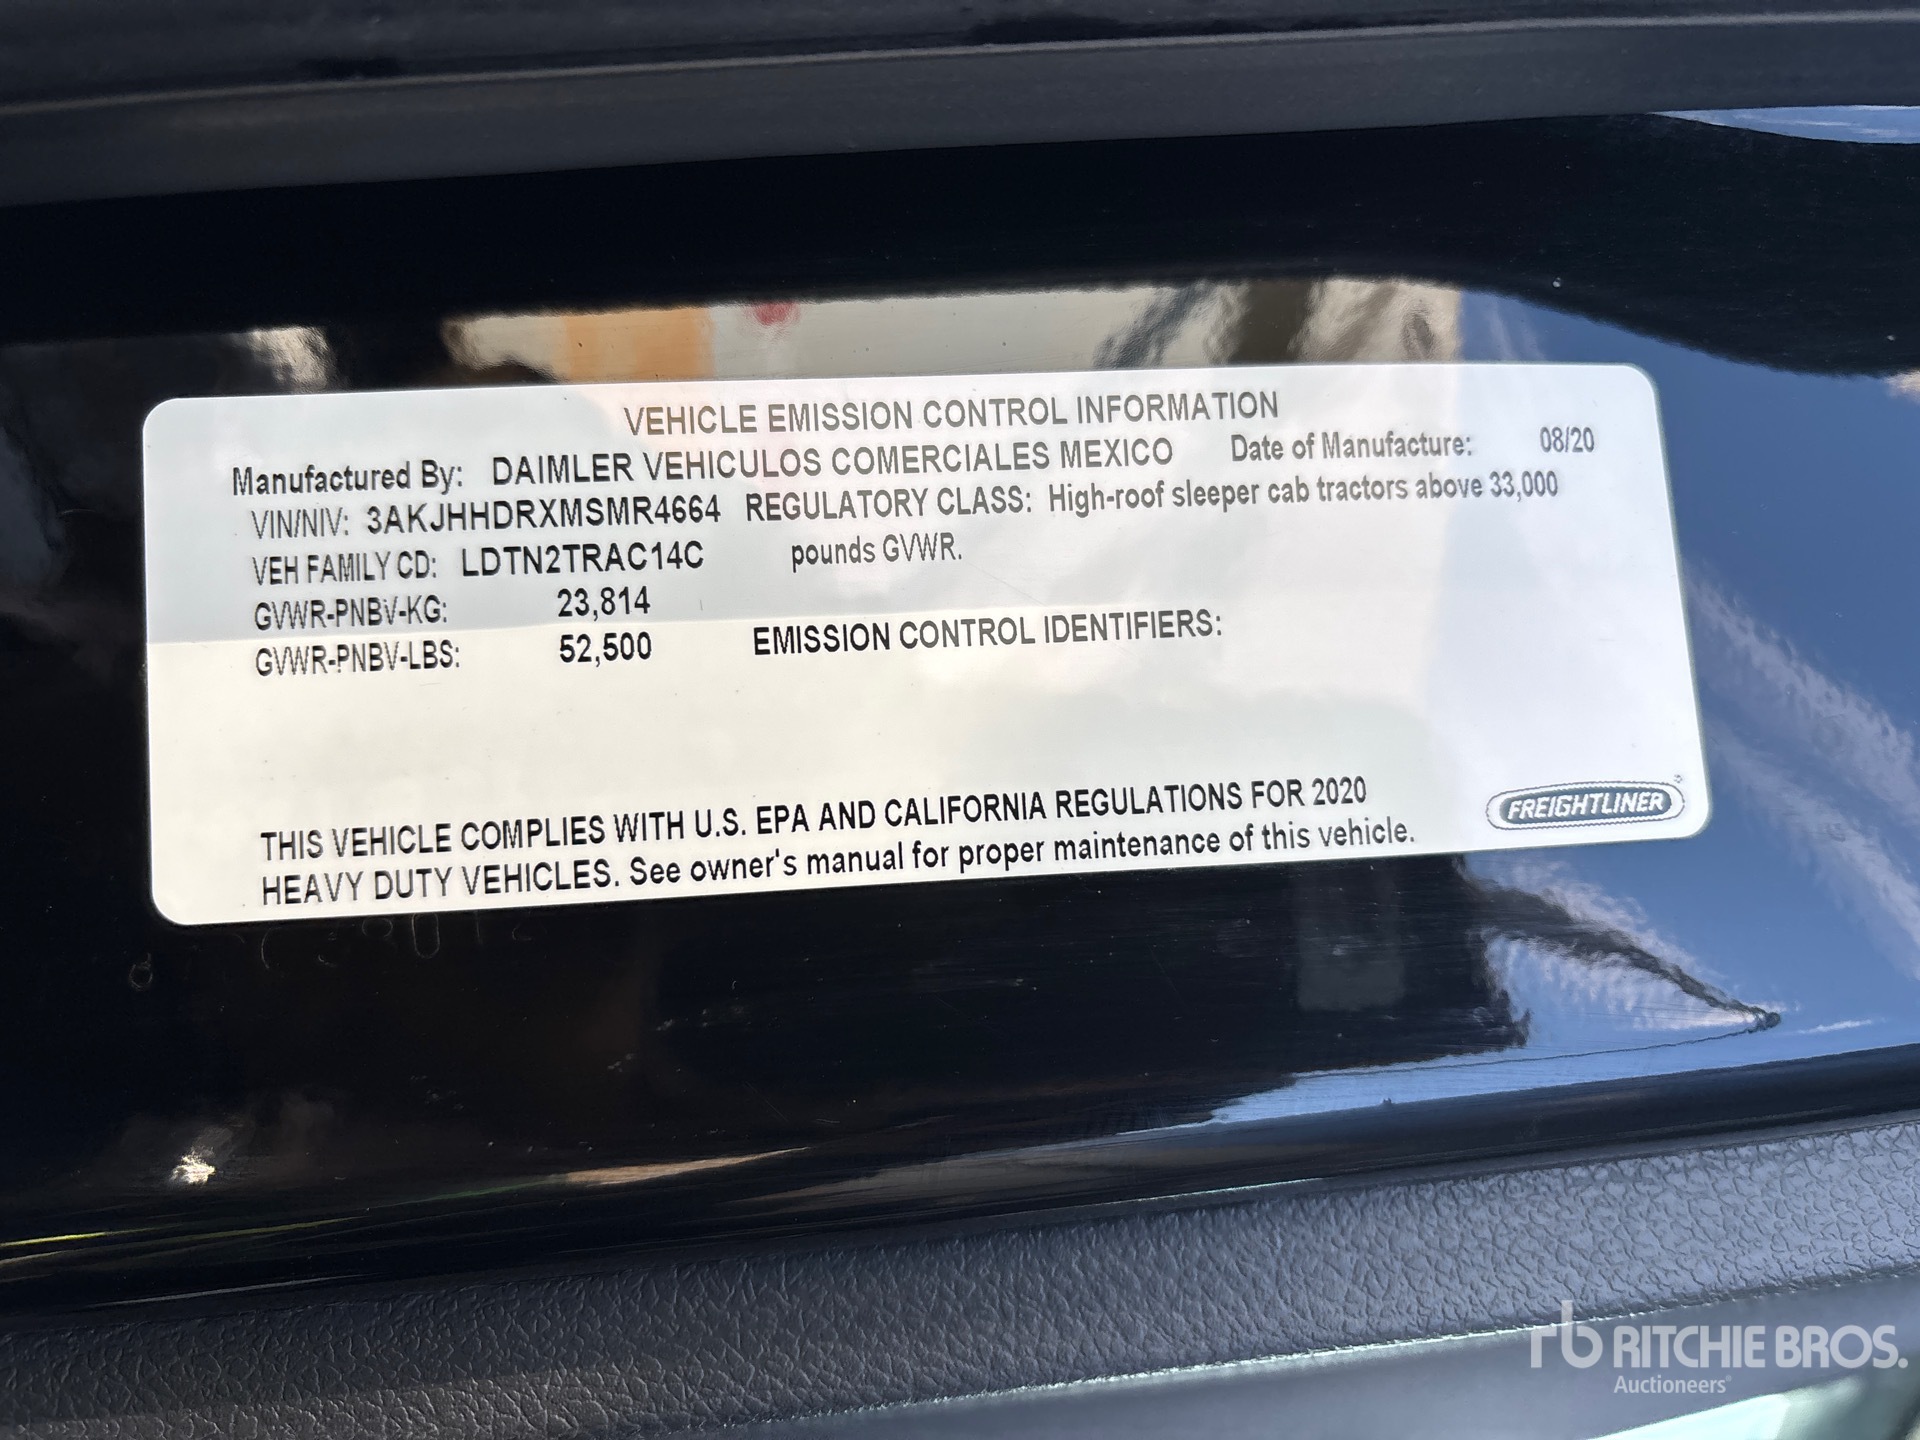 VEHICLE EMISSION CONTROL INFORMATION
Manufactured By: DAIMLER VEHICULOS COMERCIALES MEXICO Date of Manufacture: 08/20
VIN/NIV: 3AKJHHDRXMSMR4664 REGULATORY CLASS: High-roof sleeper cab tractors above 33,000
VEH FAMILY CD: LDTN2TRAC14C pounds GVWR.
GVWR-PNBV-KG: 23,814
GVWR-PNBV-LBS: 52,500 EMISSION CONTROL IDENTIFIERS:
THIS VEHICLE COMPLIES WITH U.S. EPA AND CALIFORNIA REGULATIONS FOR 2020
HEAVY DUTY VEHICLES. See owner's manual for proper maintenance of this vehicle.
FREIGHTLINER
rb RITCHIE BROS.
Auctioneers